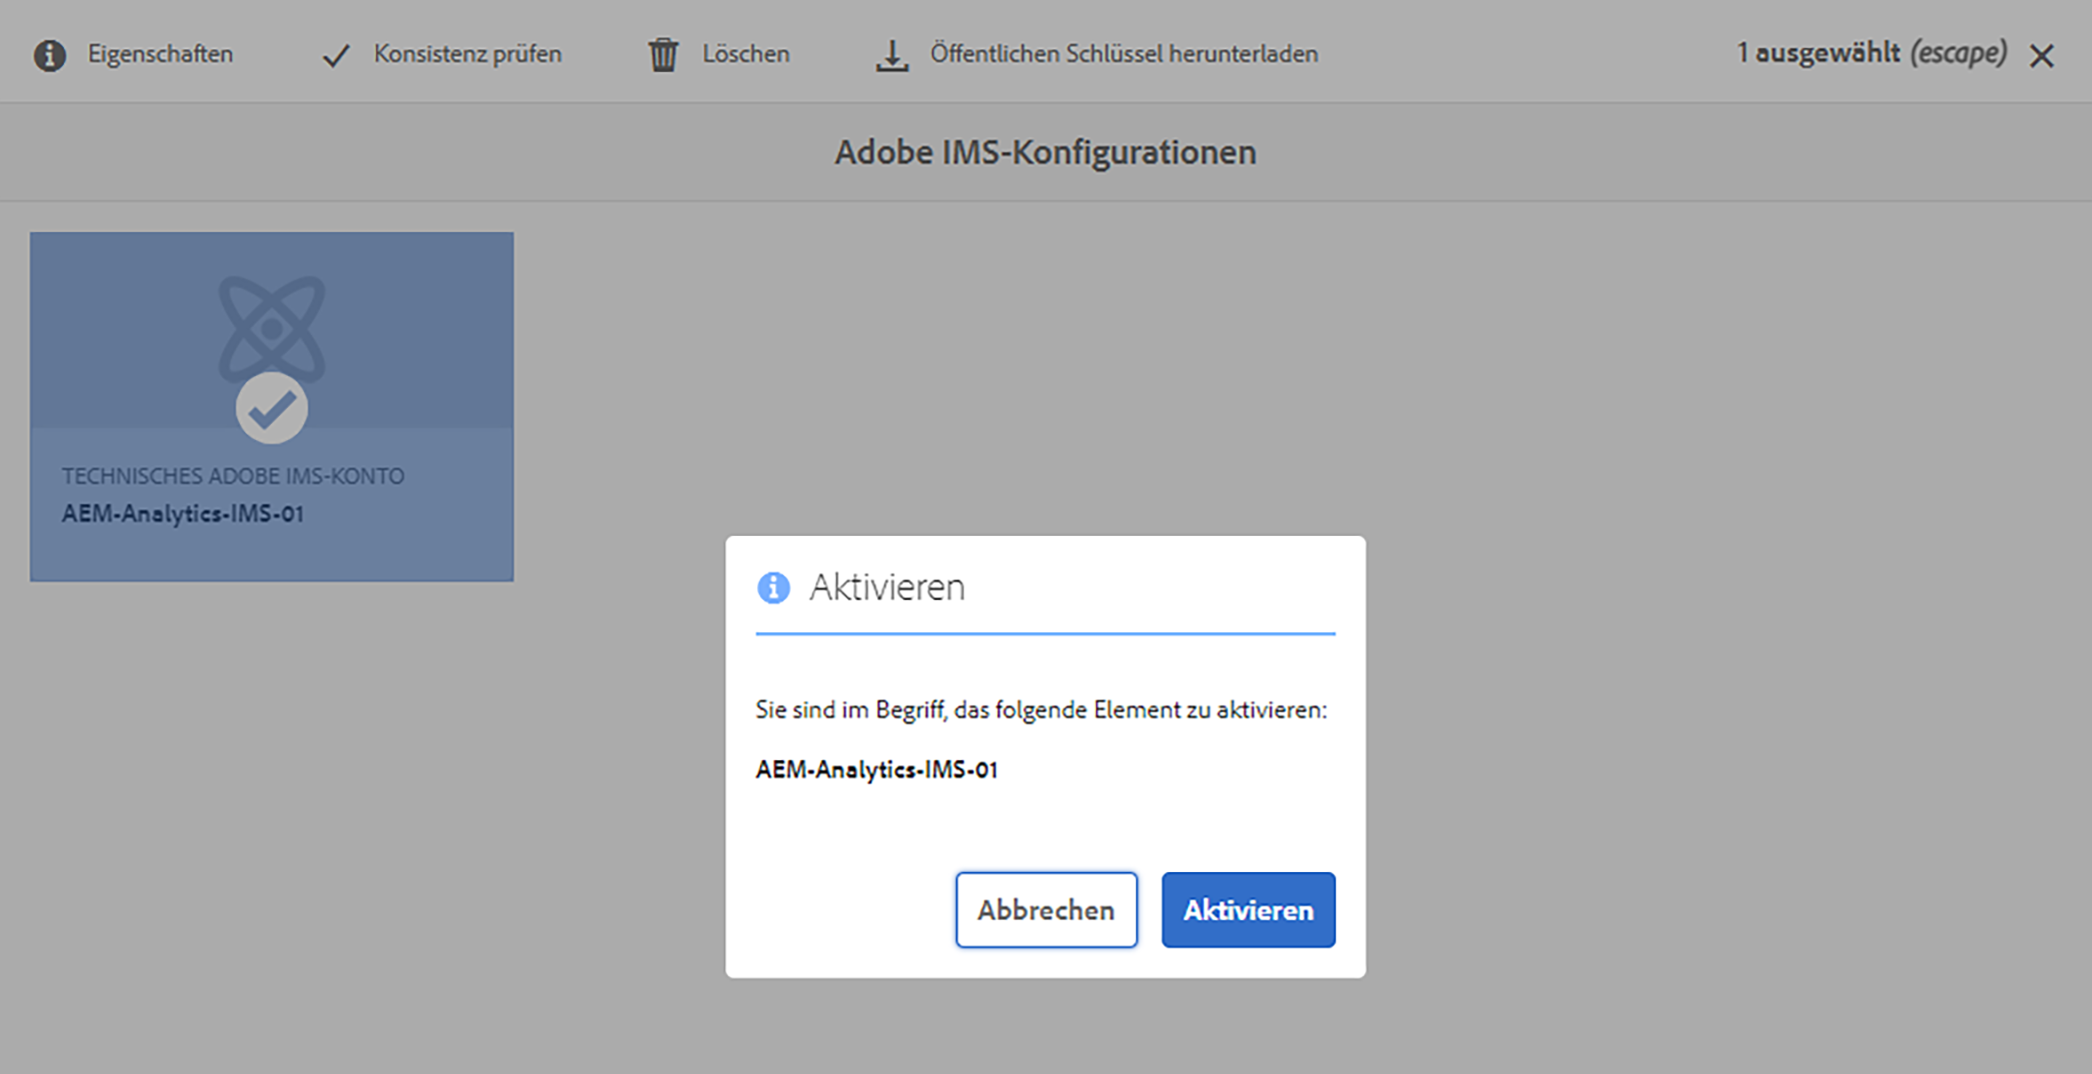 Eigenschaften
Konsistenz prüfen
Löschen
Öffentlichen Schlüssel herunterladen
1 ausgewählt (escape)
Adobe IMS-Konfigurationen
TECHNISCHES ADOBE IMS-KONTO
AEM-Analytics-IMS-01
Aktivieren
Sie sind im Begriff, das folgende Element zu aktivieren:
AEM-Analytics-IMS-01
Abbrechen
Aktivieren